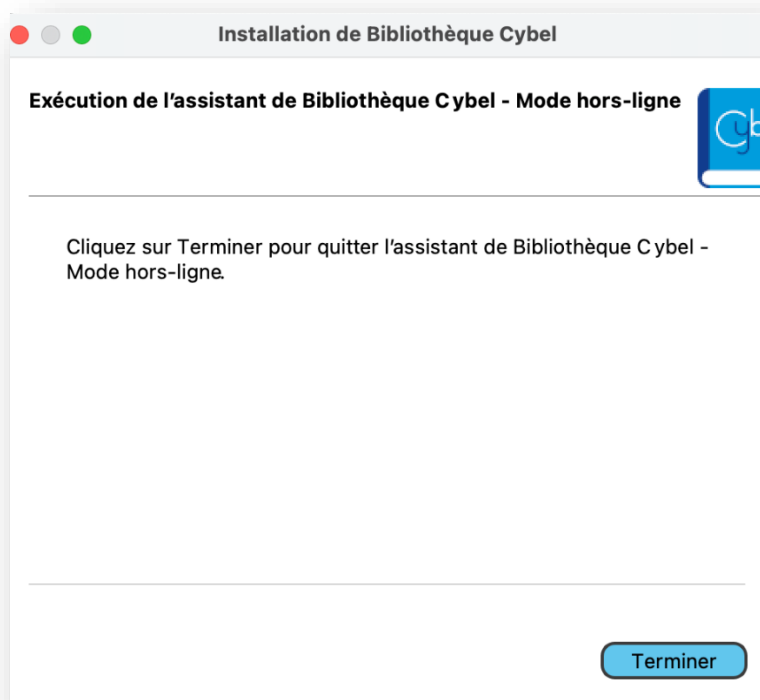 Installation de Bibliothèque Cybel
Exécution de l'assistant de Bibliothèque Cybel - Mode hors-ligne
Cyb
Cliquez sur Terminer pour quitter l'assistant de Bibliothèque Cybel -
Mode hors-ligne.
Terminer